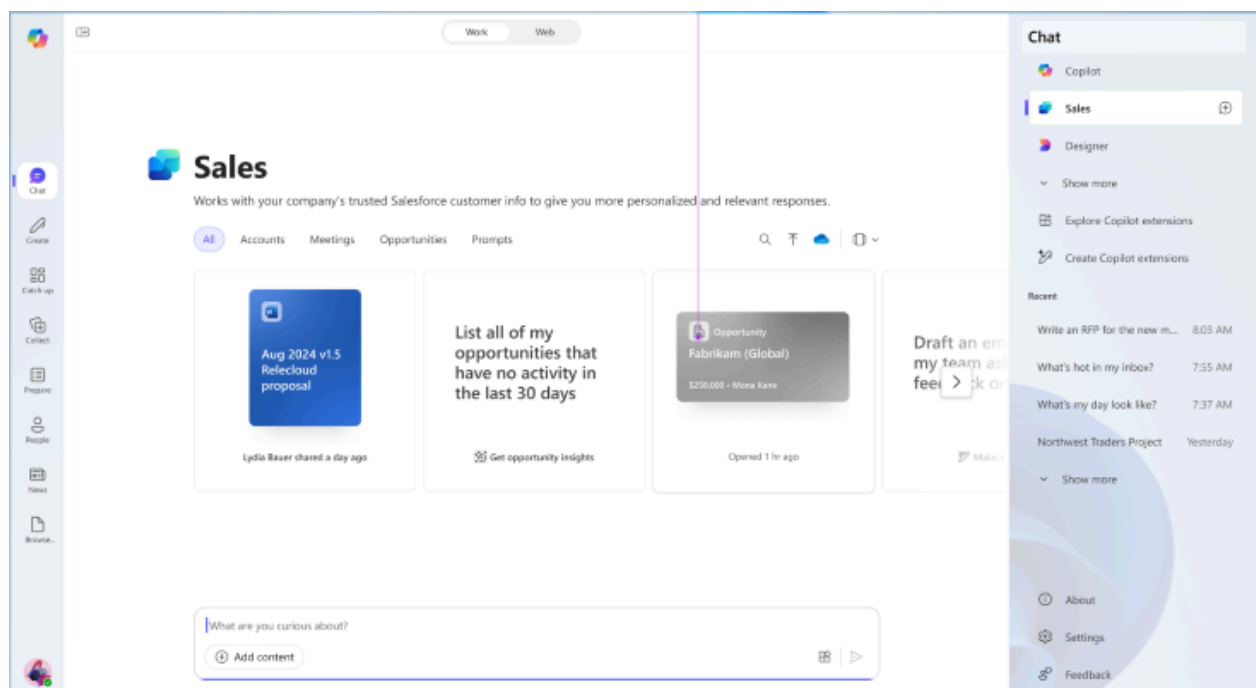 Work Web
Chat
Create
Catch up
Collect
Prepare
People
News
Browse...
Sales
Works with your company's trusted Salesforce customer info to give you more personalized and relevant responses.
All Accounts Meetings Opportunities Prompts
Aug 2024 v1.5
Relecloud
proposal
Lydia Bauer shared a day ago
List all of my
opportunities that
have no activity in
the last 30 days
Get opportunity insights
Opportunity
Fabrikam (Global)
$250,000 - Mona Kane
Opened 1 hr ago
Draft an em
my team as
on
Make
What are you curious about?
Add content
Chat
Copilot
Sales
Designer
Show more
Explore Copilot extensions
Create Copilot extensions
Recent
Write an RFP for the new m... 8:03 AM
What's hot in my inbox? 7:55 AM
What's my day look like? 7:37 AM
Northwest Traders Project Yesterday
Show more
About
Settings
Feedback